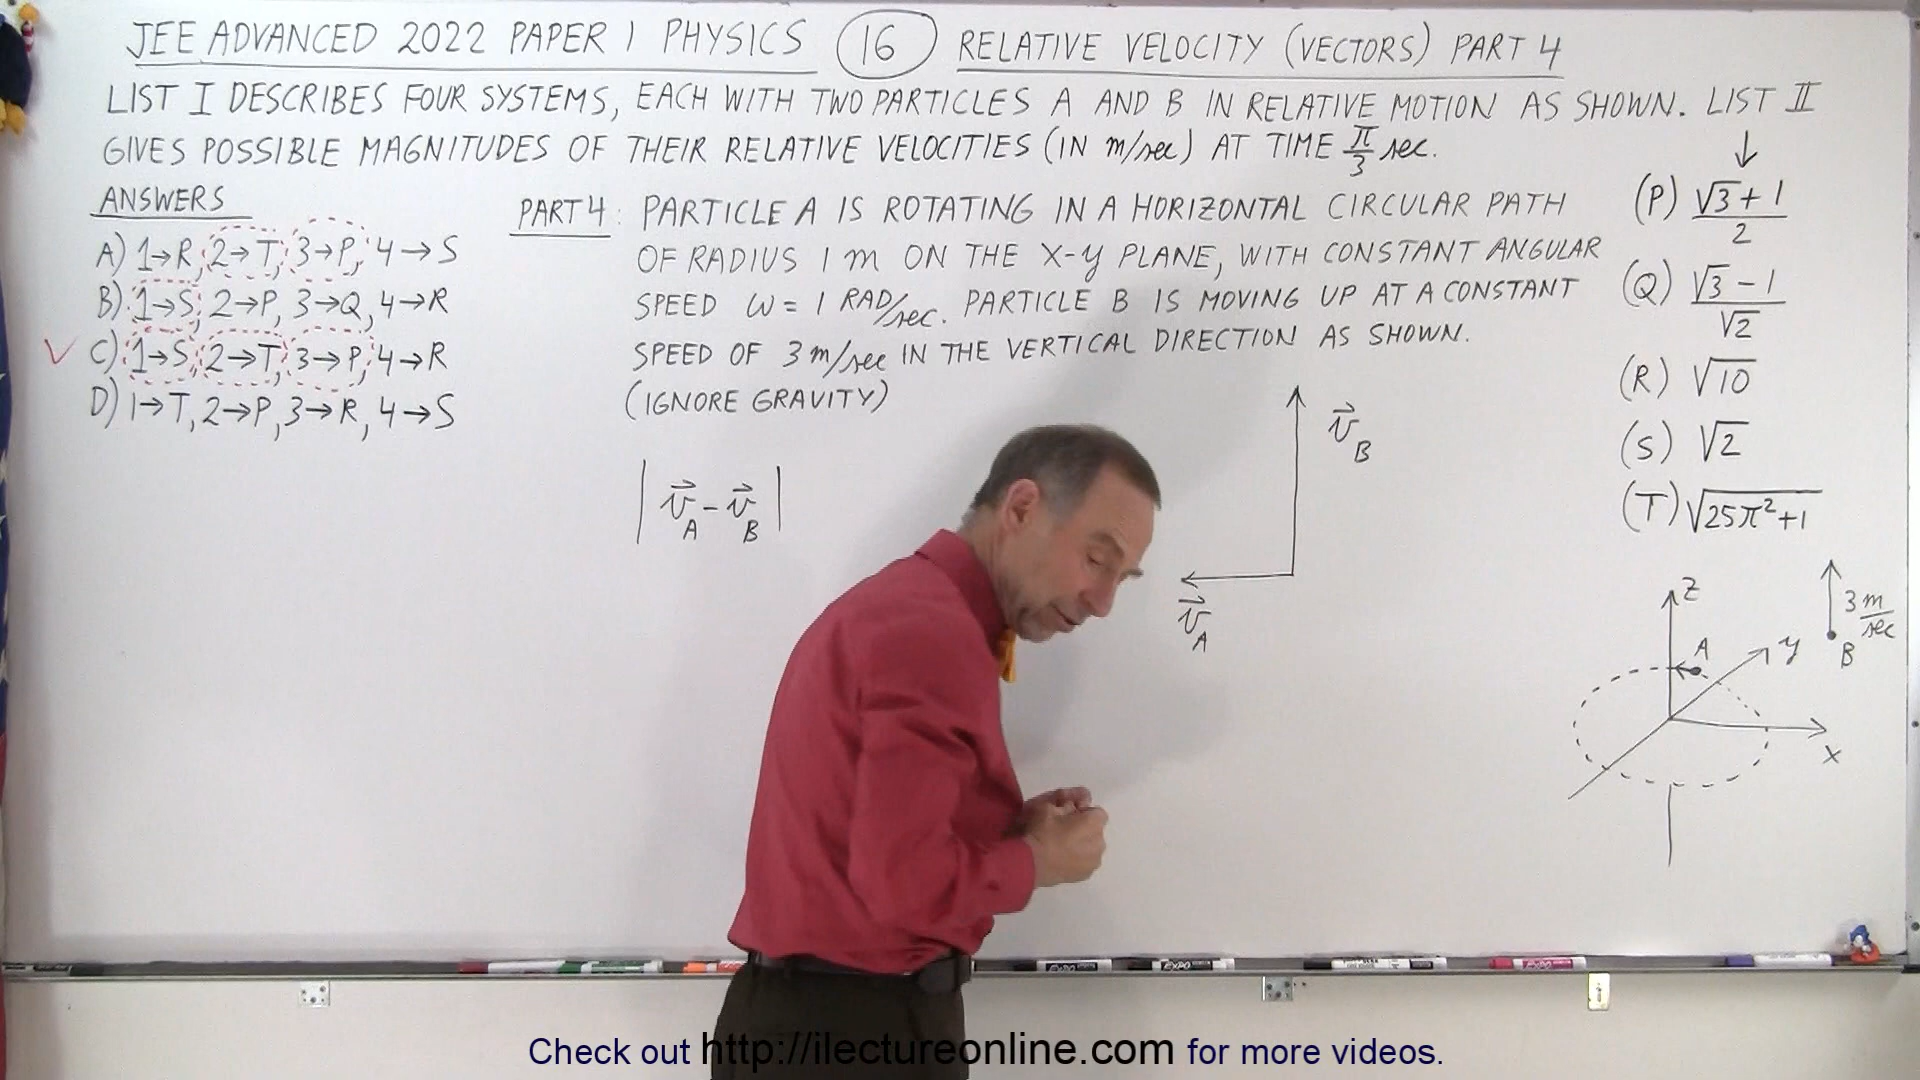 JEE ADVANCED 2022 PAPER 1 PHYSICS (16) RELATIVE VELOCITY (VECTORS) PART 4
LIST I DESCRIBES FOUR SYSTEMS, EACH WITH TWO PARTICLES A AND B IN RELATIVE MOTION AS SHOWN. LIST II
GIVES POSSIBLE MAGNITUDES OF THEIR RELATIVE VELOCITIES (IN m/sec) AT TIME π/3 sec.
ANSWERS
A) 1→R, 2→T, 3→P, 4→S
B) 1→S, 2→P, 3→Q, 4→R
C) 1→S, 2→T, 3→P, 4→R
D) 1→T, 2→P, 3→R, 4→S
PART 4: PARTICLE A IS ROTATING IN A HORIZONTAL CIRCULAR PATH
OF RADIUS 1 m ON THE X-Y PLANE, WITH CONSTANT ANGULAR
SPEED ω = 1 RAD/sec. PARTICLE B IS MOVING UP AT A CONSTANT
SPEED OF 3 m/sec IN THE VERTICAL DIRECTION AS SHOWN.
(IGNORE GRAVITY)
|v⃗_A - v⃗_B|
v⃗_B
v⃗_A
(P) (√3+1)/2
(Q) (√3-1)/√2
(R) √10
(S) √2
(T) √(25π²+1)
Z
3 m/sec
A
y
B
X
EXPO
EXPO
Check out http://ilectureonline.com for more videos.